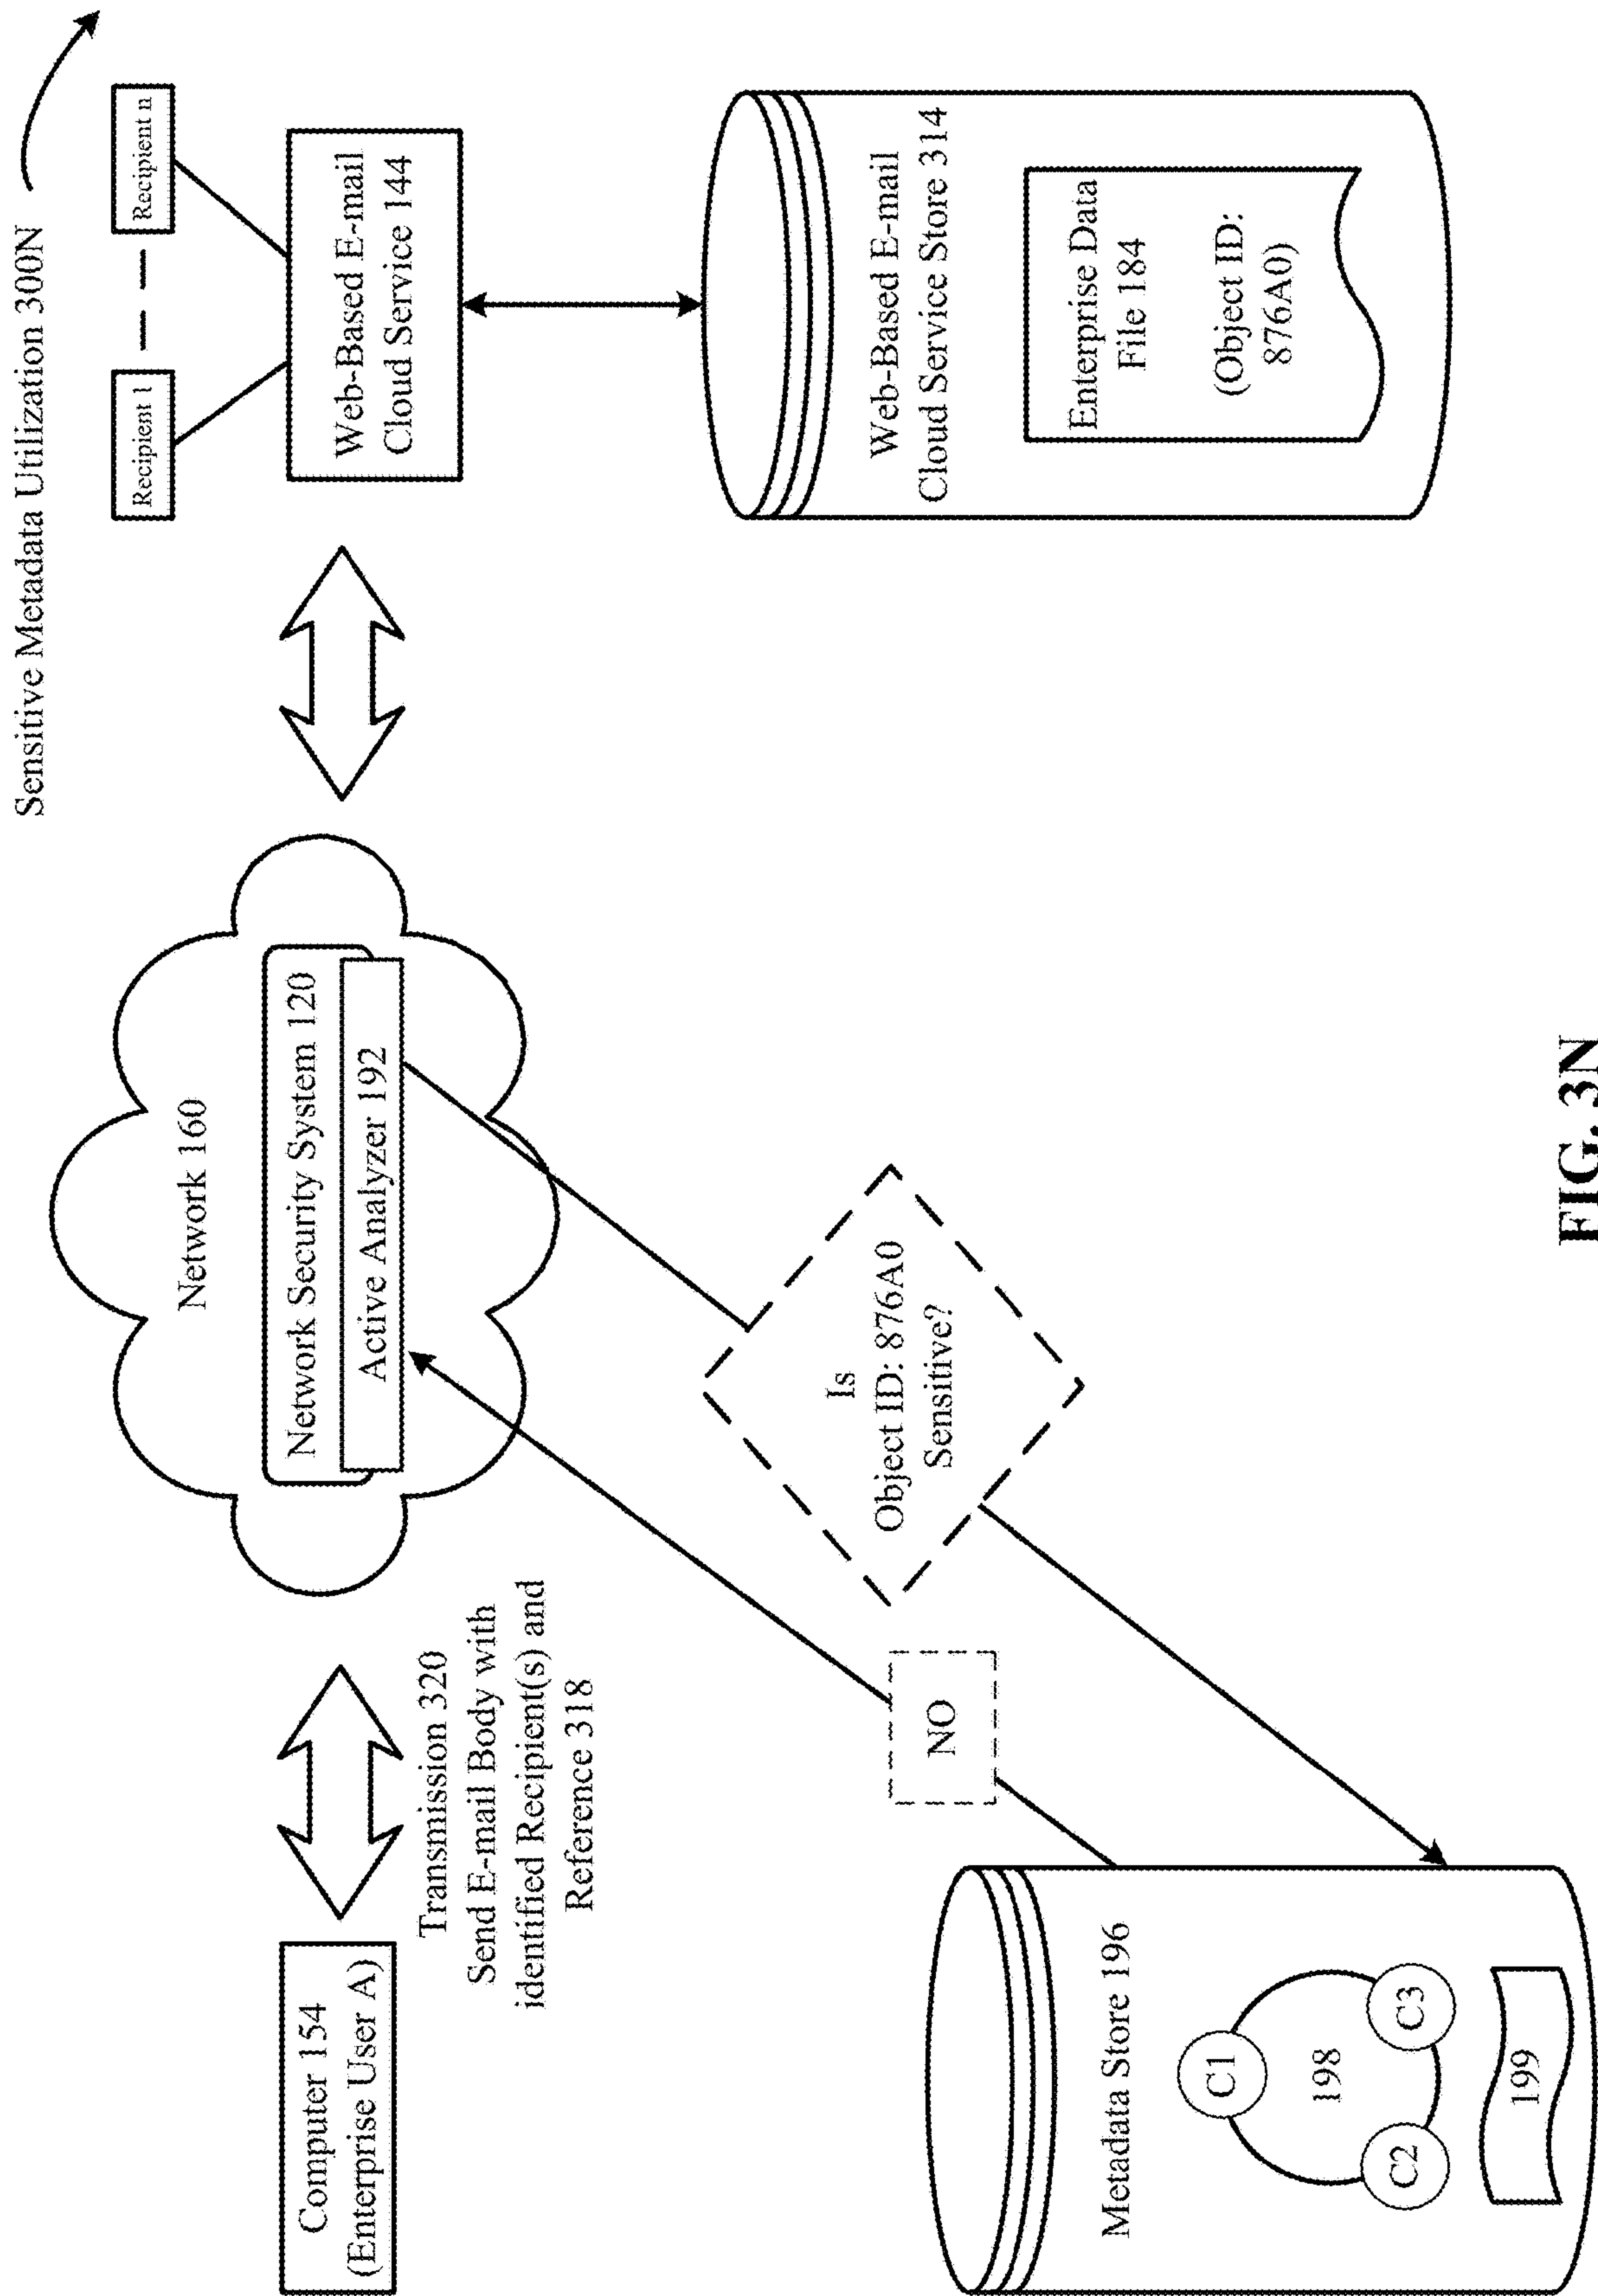 Sensitive Metadata Utilization 300N
Computer 154
(Enterprise User A)
Transmission 320
Send E-mail Body with
identified Recipient(s) and
Reference 318
Network 160
Network Security System 120
Active Analyzer 192
Recipient 1
Recipient n
Web-Based E-mail
Cloud Service 144
Web-Based E-mail
Cloud Service Store 314
Enterprise Data
File 184
(Object ID:
876A0)
Is
Object ID: 876A0
Sensitive?
NO
Metadata Store 196
C1
198
C2
C3
199
FIG. 3N